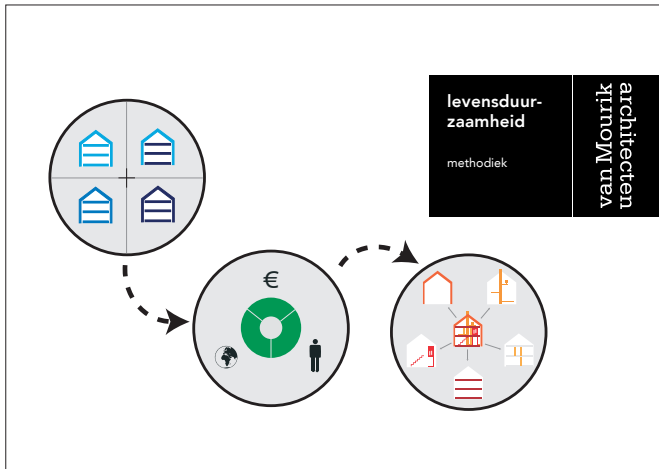 levensduur-
zaamheid
methodiek
van Mourik
architecten
€